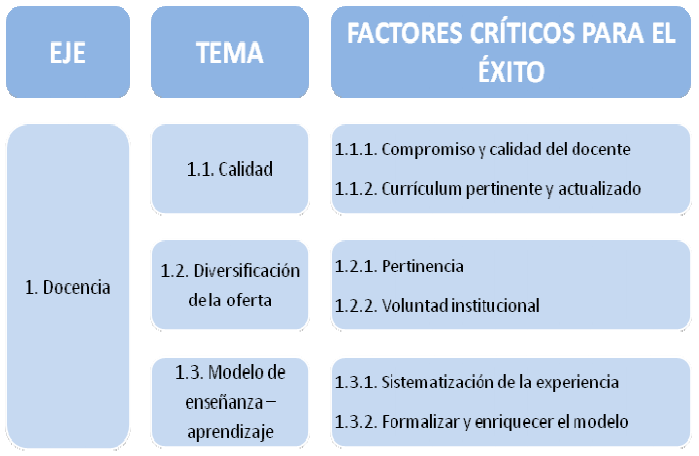 EJE
TEMA
FACTORES CRÍTICOS PARA EL
ÉXITO
1. Docencia
1.1. Calidad
1.1.1. Compromiso y calidad del docente
1.1.2. Currículum pertinente y actualizado
1.2. Diversificación
de la oferta
1.2.1. Pertinencia
1.2.2. Voluntad institucional
1.3. Modelo de
enseñanza –
aprendizaje
1.3.1. Sistematización de la experiencia
1.3.2. Formalizar y enriquecer el modelo